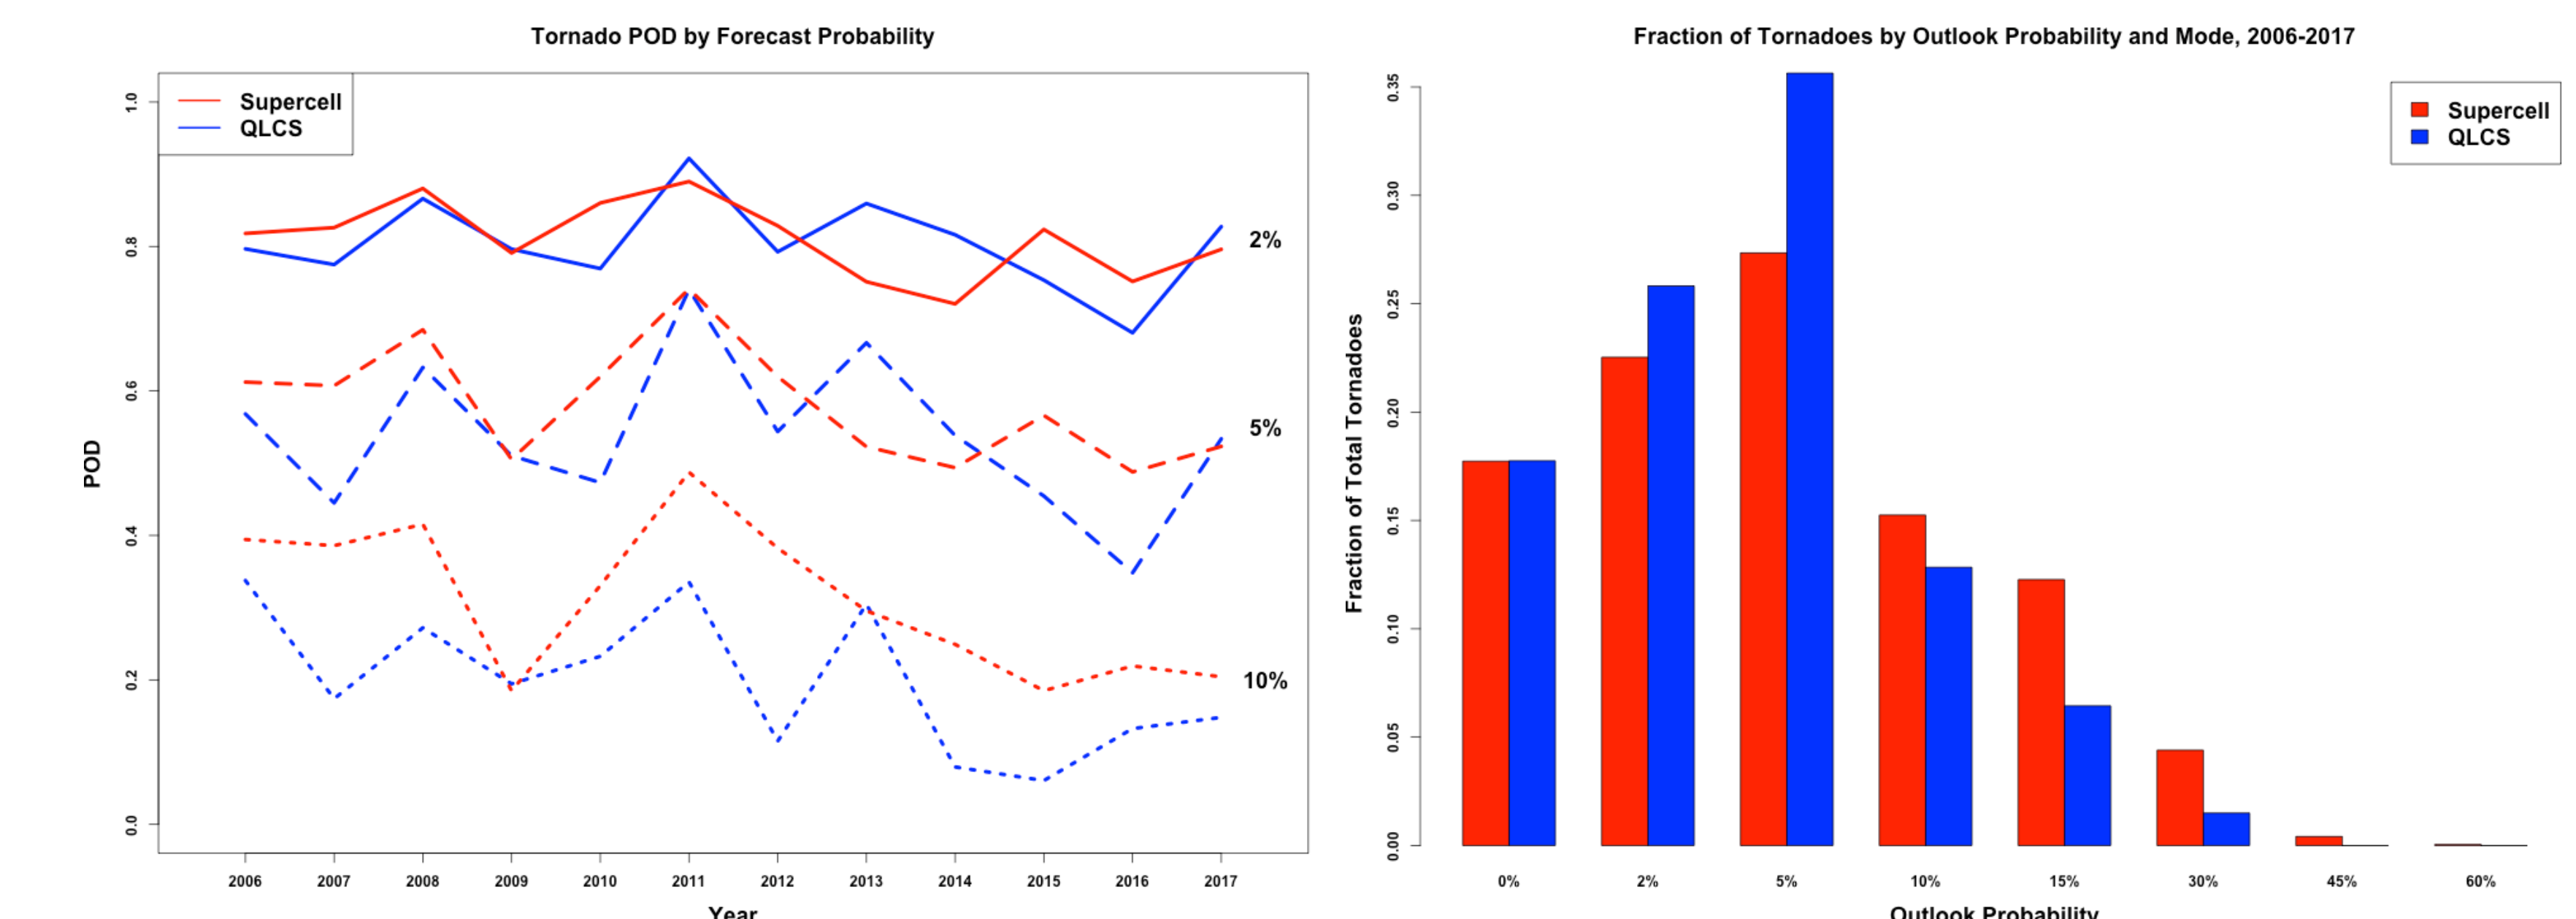 Tornado POD by Forecast Probability
Supercell
QLCS
POD
1.0
0.8
0.6
0.4
0.2
0.0
2%
5%
10%
2006 2007 2008 2009 2010 2011 2012 2013 2014 2015 2016 2017
Year
Fraction of Tornadoes by Outlook Probability and Mode, 2006-2017
Supercell
QLCS
Fraction of Total Tornadoes
0.35
0.30
0.25
0.20
0.15
0.10
0.05
0.00
0% 2% 5% 10% 15% 30% 45% 60%
Outlook Probability